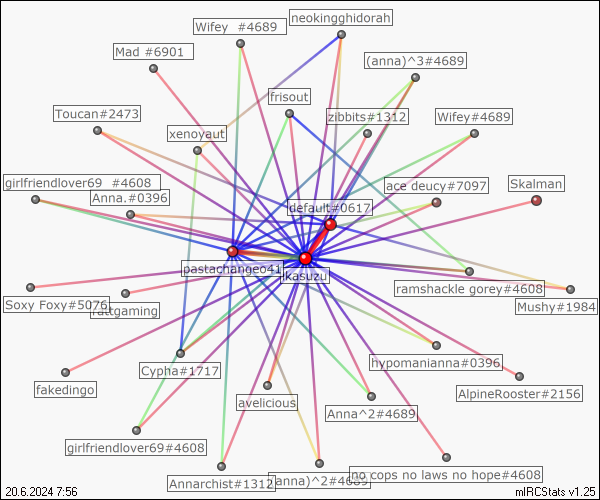 neokingghidorah
Wifey  #4689
Mad #6901
(anna)^3#4689
frisout
Toucan#2473
zibbits#1312
Wifey#4689
xenoyaut
girlfriendlover69  #4608
ace deucy#7097
Skalman
Anna.#0396
default#0617
pastachangeo41
Kasuzu
ramshackle gorey#4608
Soxy Foxy#5076
rattgaming
Mushy#1984
Cypha#1717
hypomanianna#0396
fakedingo
AlpineRooster#2156
avelicious
Anna^2#4689
girlfriendlover69#4608
no cops no laws no hope#4608
Annarchist#1312
(anna)^2#4689
20.6.2024 7:56
mIRCStats v1.25